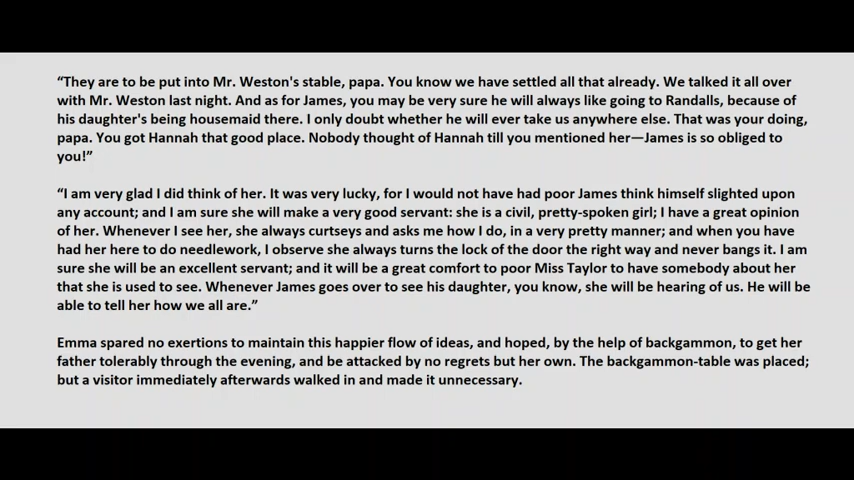 “They are to be put into Mr. Weston's stable, papa. You know we have settled all that already. We talked it all over
with Mr. Weston last night. And as for James, you may be very sure he will always like going to Randalls, because of
his daughter's being housemaid there. I only doubt whether he will ever take us anywhere else. That was your doing,
papa. You got Hannah that good place. Nobody thought of Hannah till you mentioned her—James is so obliged to
you!”
“I am very glad I did think of her. It was very lucky, for I would not have had poor James think himself slighted upon
any account; and I am sure she will make a very good servant: she is a civil, pretty-spoken girl; I have a great opinion
of her. Whenever I see her, she always curtseys and asks me how I do, in a very pretty manner; and when you have
had her here to do needlework, I observe she always turns the lock of the door the right way and never bangs it. I am
sure she will be an excellent servant; and it will be a great comfort to poor Miss Taylor to have somebody about her
that she is used to see. Whenever James goes over to see his daughter, you know, she will be hearing of us. He will be
able to tell her how we all are.”
Emma spared no exertions to maintain this happier flow of ideas, and hoped, by the help of backgammon, to get her
father tolerably through the evening, and be attacked by no regrets but her own. The backgammon-table was placed;
but a visitor immediately afterwards walked in and made it unnecessary.